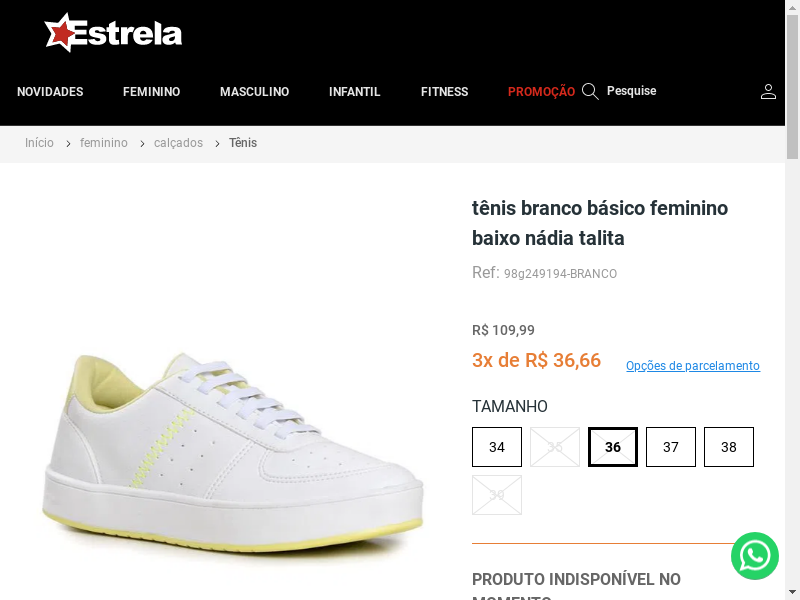 Estrela
NOVIDADES FEMININO MASCULINO INFANTIL FITNESS PROMOÇÃO Pesquise
Início > feminino > calçados > Tênis
tênis branco básico feminino
baixo nádia talita
Ref: 98g249194-BRANCO
R$ 109,99
3x de R$ 36,66 Opções de parcelamento
TAMANHO
34 35 36 37 38
39
PRODUTO INDISPONÍVEL NO
MOMENTO